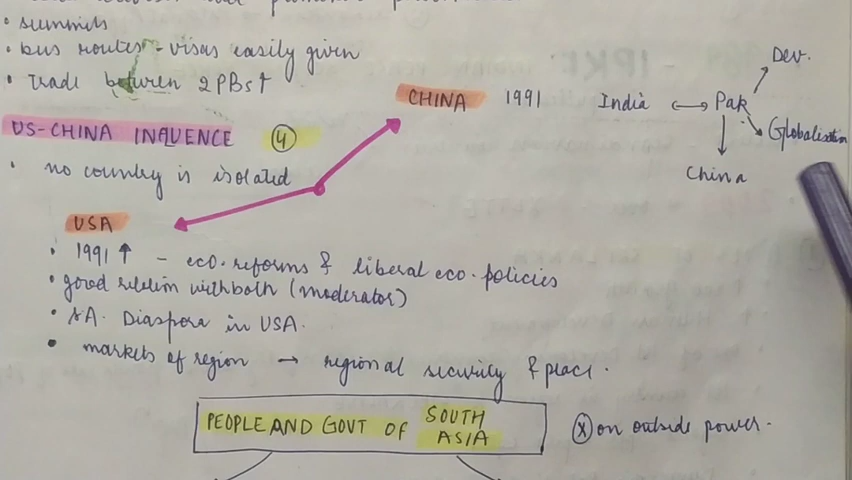 • summits
• bus routes - visas easily given
• trade between 2 PBs ↑
CHINA 1991 India ↔ Pak
Dev.
Globalisation
China
US-CHINA INFLUENCE ④
• no country is isolated
USA
• 1991 ↑ - eco. reforms & liberal eco. policies
• good relation with both (moderator)
• SA. Diaspora in USA.
• markets of region → regional security & peace.
PEOPLE AND GOVT OF SOUTH ASIA
ⓧ on outside power.